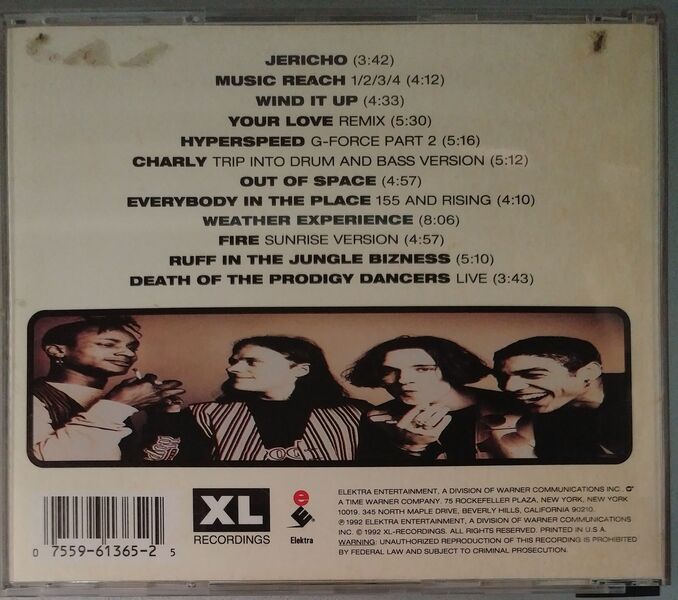 JERICHO (3:42)
MUSIC REACH 1/2/3/4 (4:12)
WIND IT UP (4:33)
YOUR LOVE REMIX (5:30)
HYPERSPEED G-FORCE PART 2 (5:16)
CHARLY TRIP INTO DRUM AND BASS VERSION (5:12)
OUT OF SPACE (4:57)
EVERYBODY IN THE PLACE 155 AND RISING (4:10)
WEATHER EXPERIENCE (8:06)
FIRE SUNRISE VERSION (4:57)
RUFF IN THE JUNGLE BIZNESS (5:10)
DEATH OF THE PRODIGY DANCERS LIVE (3:43)
0 7559-61365-2 5
XL
RECORDINGS
e
Elektra
ELEKTRA ENTERTAINMENT, A DIVISION OF WARNER COMMUNICATIONS INC.
A TIME WARNER COMPANY. 75 ROCKEFELLER PLAZA, NEW YORK, NEW YORK
10019. 345 NORTH MAPLE DRIVE, BEVERLY HILLS, CALIFORNIA 90210.
℗ 1992 ELEKTRA ENTERTAINMENT, A DIVISION OF WARNER COMMUNICATIONS
INC. © 1992 XL-RECORDINGS. ALL RIGHTS RESERVED. PRINTED IN U.S.A.
WARNING: UNAUTHORIZED REPRODUCTION OF THIS RECORDING IS PROHIBITED
BY FEDERAL LAW AND SUBJECT TO CRIMINAL PROSECUTION.